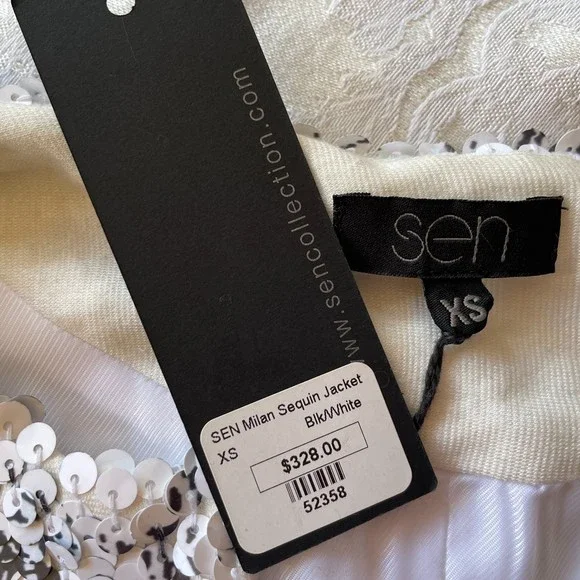 www.sencollection.com
sen
XS
SEN Milan Sequin Jacket
Blk/White
XS
$328.00
52358